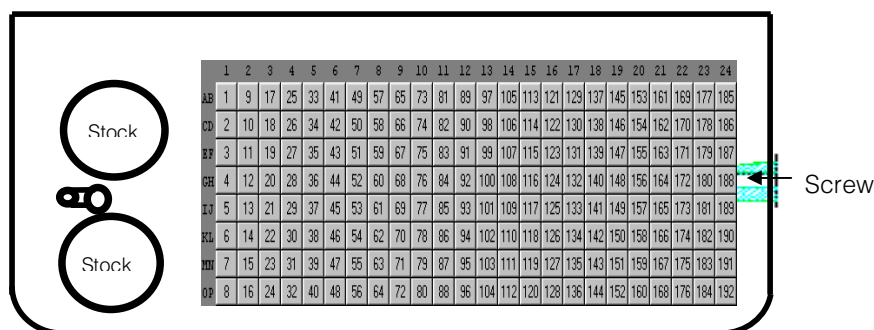 1 2 3 4 5 6 7 8 9 10 11 12 13 14 15 16 17 18 19 20 21 22 23 24
AB 1 9 17 25 33 41 49 57 65 73 81 89 97 105 113 121 129 137 145 153 161 169 177 185
Stock
CD 2 10 18 26 34 42 50 58 66 74 82 90 98 106 114 122 130 138 146 154 162 170 178 186
EF 3 11 19 27 35 43 51 59 67 75 83 91 99 107 115 123 131 139 147 155 163 171 179 187
GH 4 12 20 28 36 44 52 60 68 76 84 92 100 108 116 124 132 140 148 156 164 172 180 188
Screw
IJ 5 13 21 29 37 45 53 61 69 77 85 93 101 109 117 125 133 141 149 157 165 173 181 189
KL 6 14 22 30 38 46 54 62 70 78 86 94 102 110 118 126 134 142 150 158 166 174 182 190
Stock
MN 7 15 23 31 39 47 55 63 71 79 87 95 103 111 119 127 135 143 151 159 167 175 183 191
OP 8 16 24 32 40 48 56 64 72 80 88 96 104 112 120 128 136 144 152 160 168 176 184 192